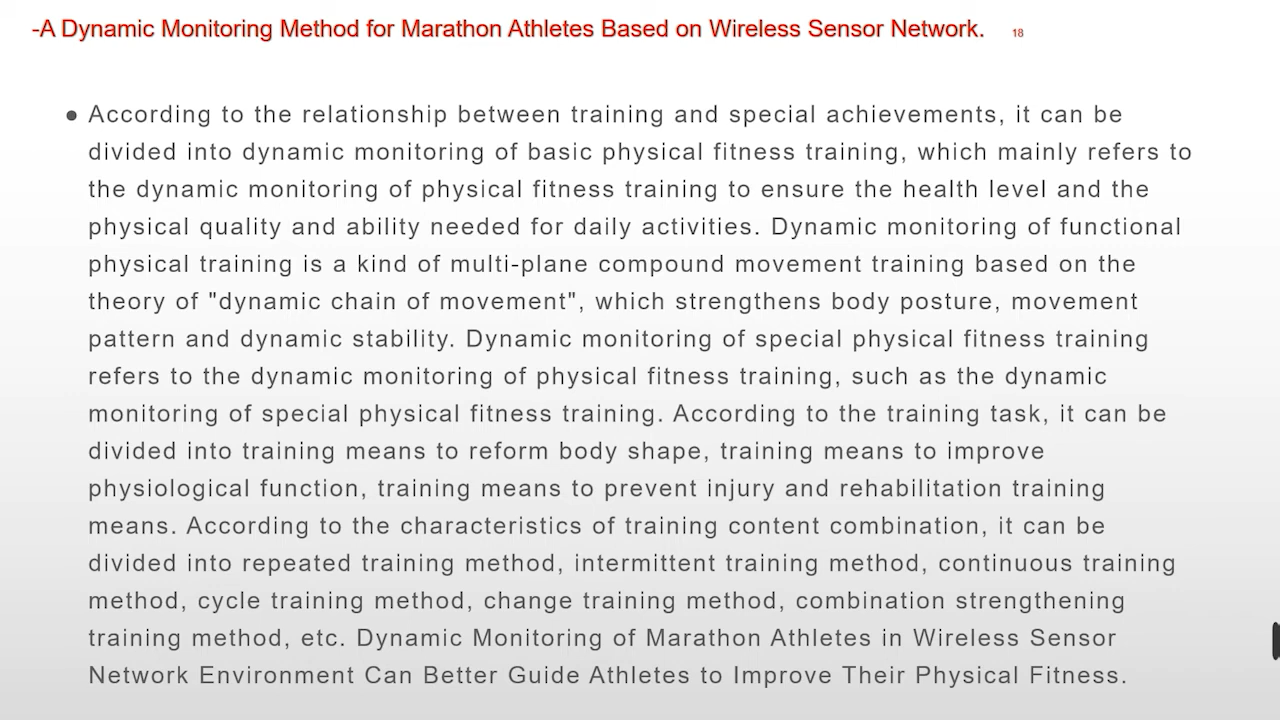 -A Dynamic Monitoring Method for Marathon Athletes Based on Wireless Sensor Network. 18
● According to the relationship between training and special achievements, it can be
divided into dynamic monitoring of basic physical fitness training, which mainly refers to
the dynamic monitoring of physical fitness training to ensure the health level and the
physical quality and ability needed for daily activities. Dynamic monitoring of functional
physical training is a kind of multi-plane compound movement training based on the
theory of "dynamic chain of movement", which strengthens body posture, movement
pattern and dynamic stability. Dynamic monitoring of special physical fitness training
refers to the dynamic monitoring of physical fitness training, such as the dynamic
monitoring of special physical fitness training. According to the training task, it can be
divided into training means to reform body shape, training means to improve
physiological function, training means to prevent injury and rehabilitation training
means. According to the characteristics of training content combination, it can be
divided into repeated training method, intermittent training method, continuous training
method, cycle training method, change training method, combination strengthening
training method, etc. Dynamic Monitoring of Marathon Athletes in Wireless Sensor
Network Environment Can Better Guide Athletes to Improve Their Physical Fitness.